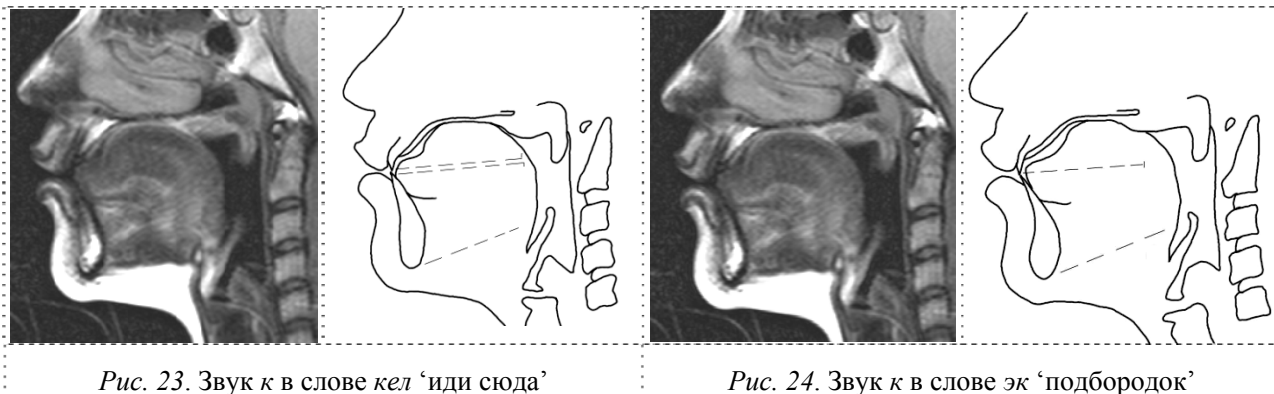 Рис. 23. Звук к в слове кел ‘иди сюда’
Рис. 24. Звук к в слове эк ‘подбородок’